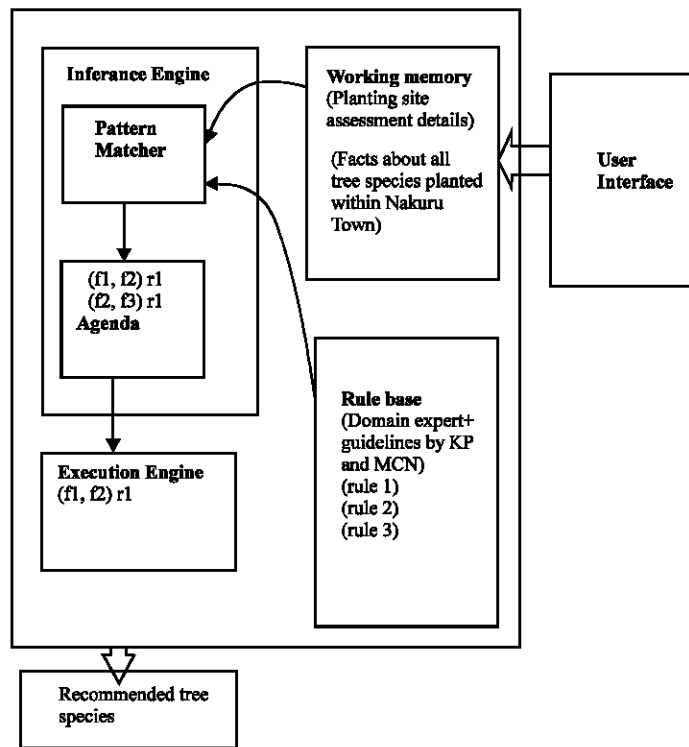 Inferance Engine
Pattern
Matcher
(f1, f2) r1
(f2, f3) r1
Agenda
Execution Engine
(f1, f2) r1
Working memory
(Planting site
assessment details)
(Facts about all
tree species planted
within Nakuru
Town)
Rule base
(Domain expert+
guidelines by KP
and MCN)
(rule 1)
(rule 2)
(rule 3)
User
Interface
Recommended tree
species